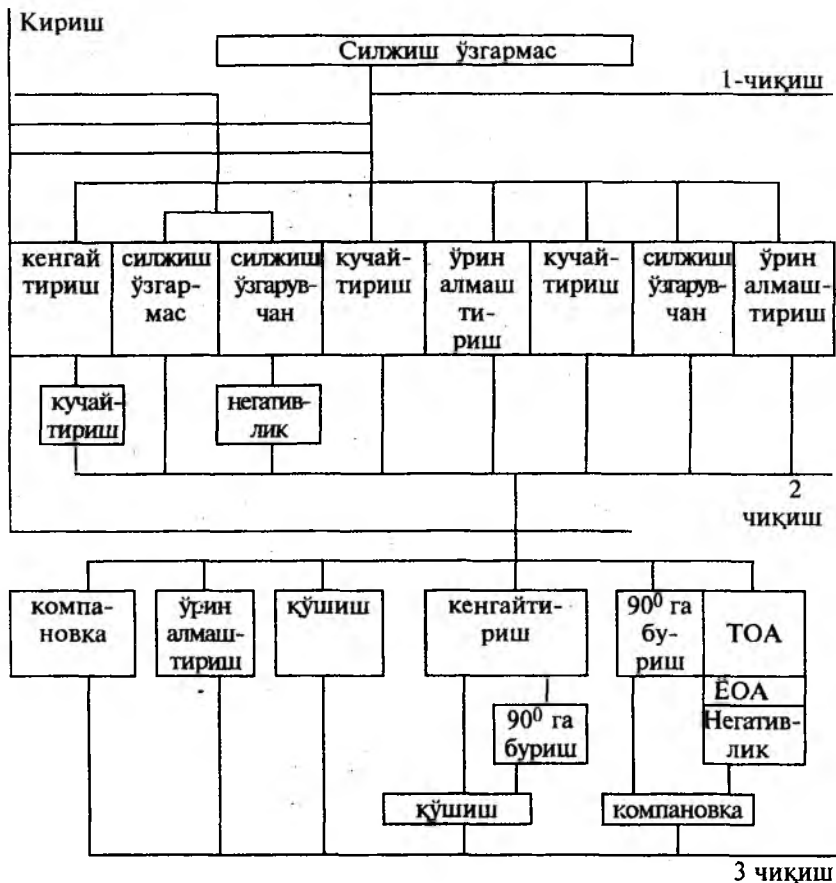 Кириш
Силжиш ўзгармас
1-чиқиш
кенгай
тириш
силжиш
ўзгар-
мас
силжиш
ўзгарув-
чан
кучай-
тириш
ўрин
алмаш
ти-
риш
кучай-
тириш
силжиш
ўзгарув-
чан
ўрин
алмаш-
тириш
кучай-
тириш
негатив-
лик
2
чиқиш
компа-
новка
ўрин
алмаш-
тириш
қўшиш
кенгайти-
риш
90⁰ га
бу-
риш
ТОА
ЁОА
Негатив-
лик
90⁰ га
буриш
қўшиш
компановка
3 чиқиш